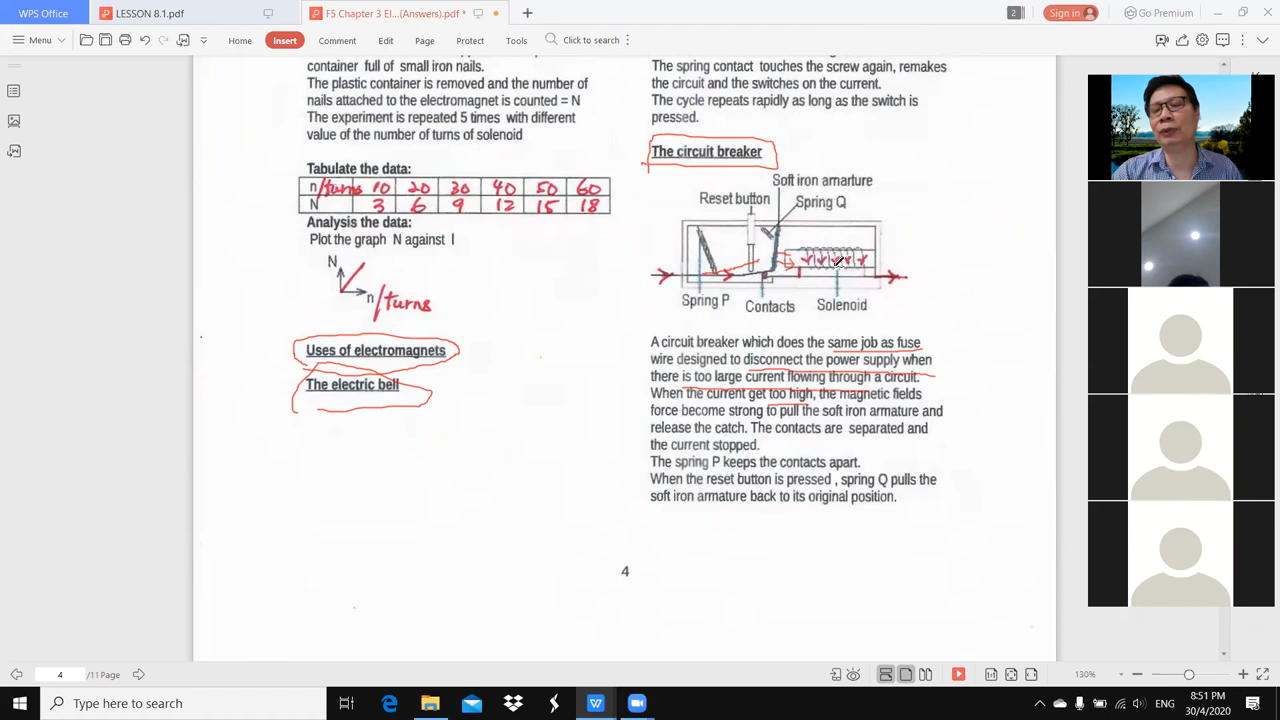 WPS Office
LESSON 8.1.pdf
F5 Chapter 3 El...(Answers).pdf *
+
2
Sign in
Go Premium
Menu
Home
Insert
Comment
Edit
Page
Protect
Tools
Click to search
container full of small iron nails.
The plastic container is removed and the number of
nails attached to the electromagnet is counted = N
The experiment is repeated 5 times with different
value of the number of turns of solenoid
Tabulate the data:
n/turns 10 20 30 40 50 60
N 3 6 9 12 15 18
Analysis the data:
Plot the graph N against I
N
n/turns
Uses of electromagnets
The electric bell
The spring contact touches the screw again, remakes
the circuit and the switches on the current.
The cycle repeats rapidly as long as the switch is
pressed.
The circuit breaker
Soft iron amarture
Reset button
Spring Q
Spring P
Contacts
Solenoid
A circuit breaker which does the same job as fuse
wire designed to disconnect the power supply when
there is too large current flowing through a circuit.
When the current get too high, the magnetic fields
force become strong to pull the soft iron armature and
release the catch. The contacts are separated and
the current stopped.
The spring P keeps the contacts apart.
When the reset button is pressed , spring Q pulls the
soft iron armature back to its original position.
4
4 /11 Page
130%
Type here to search
ENG
8:51 PM
30/4/2020